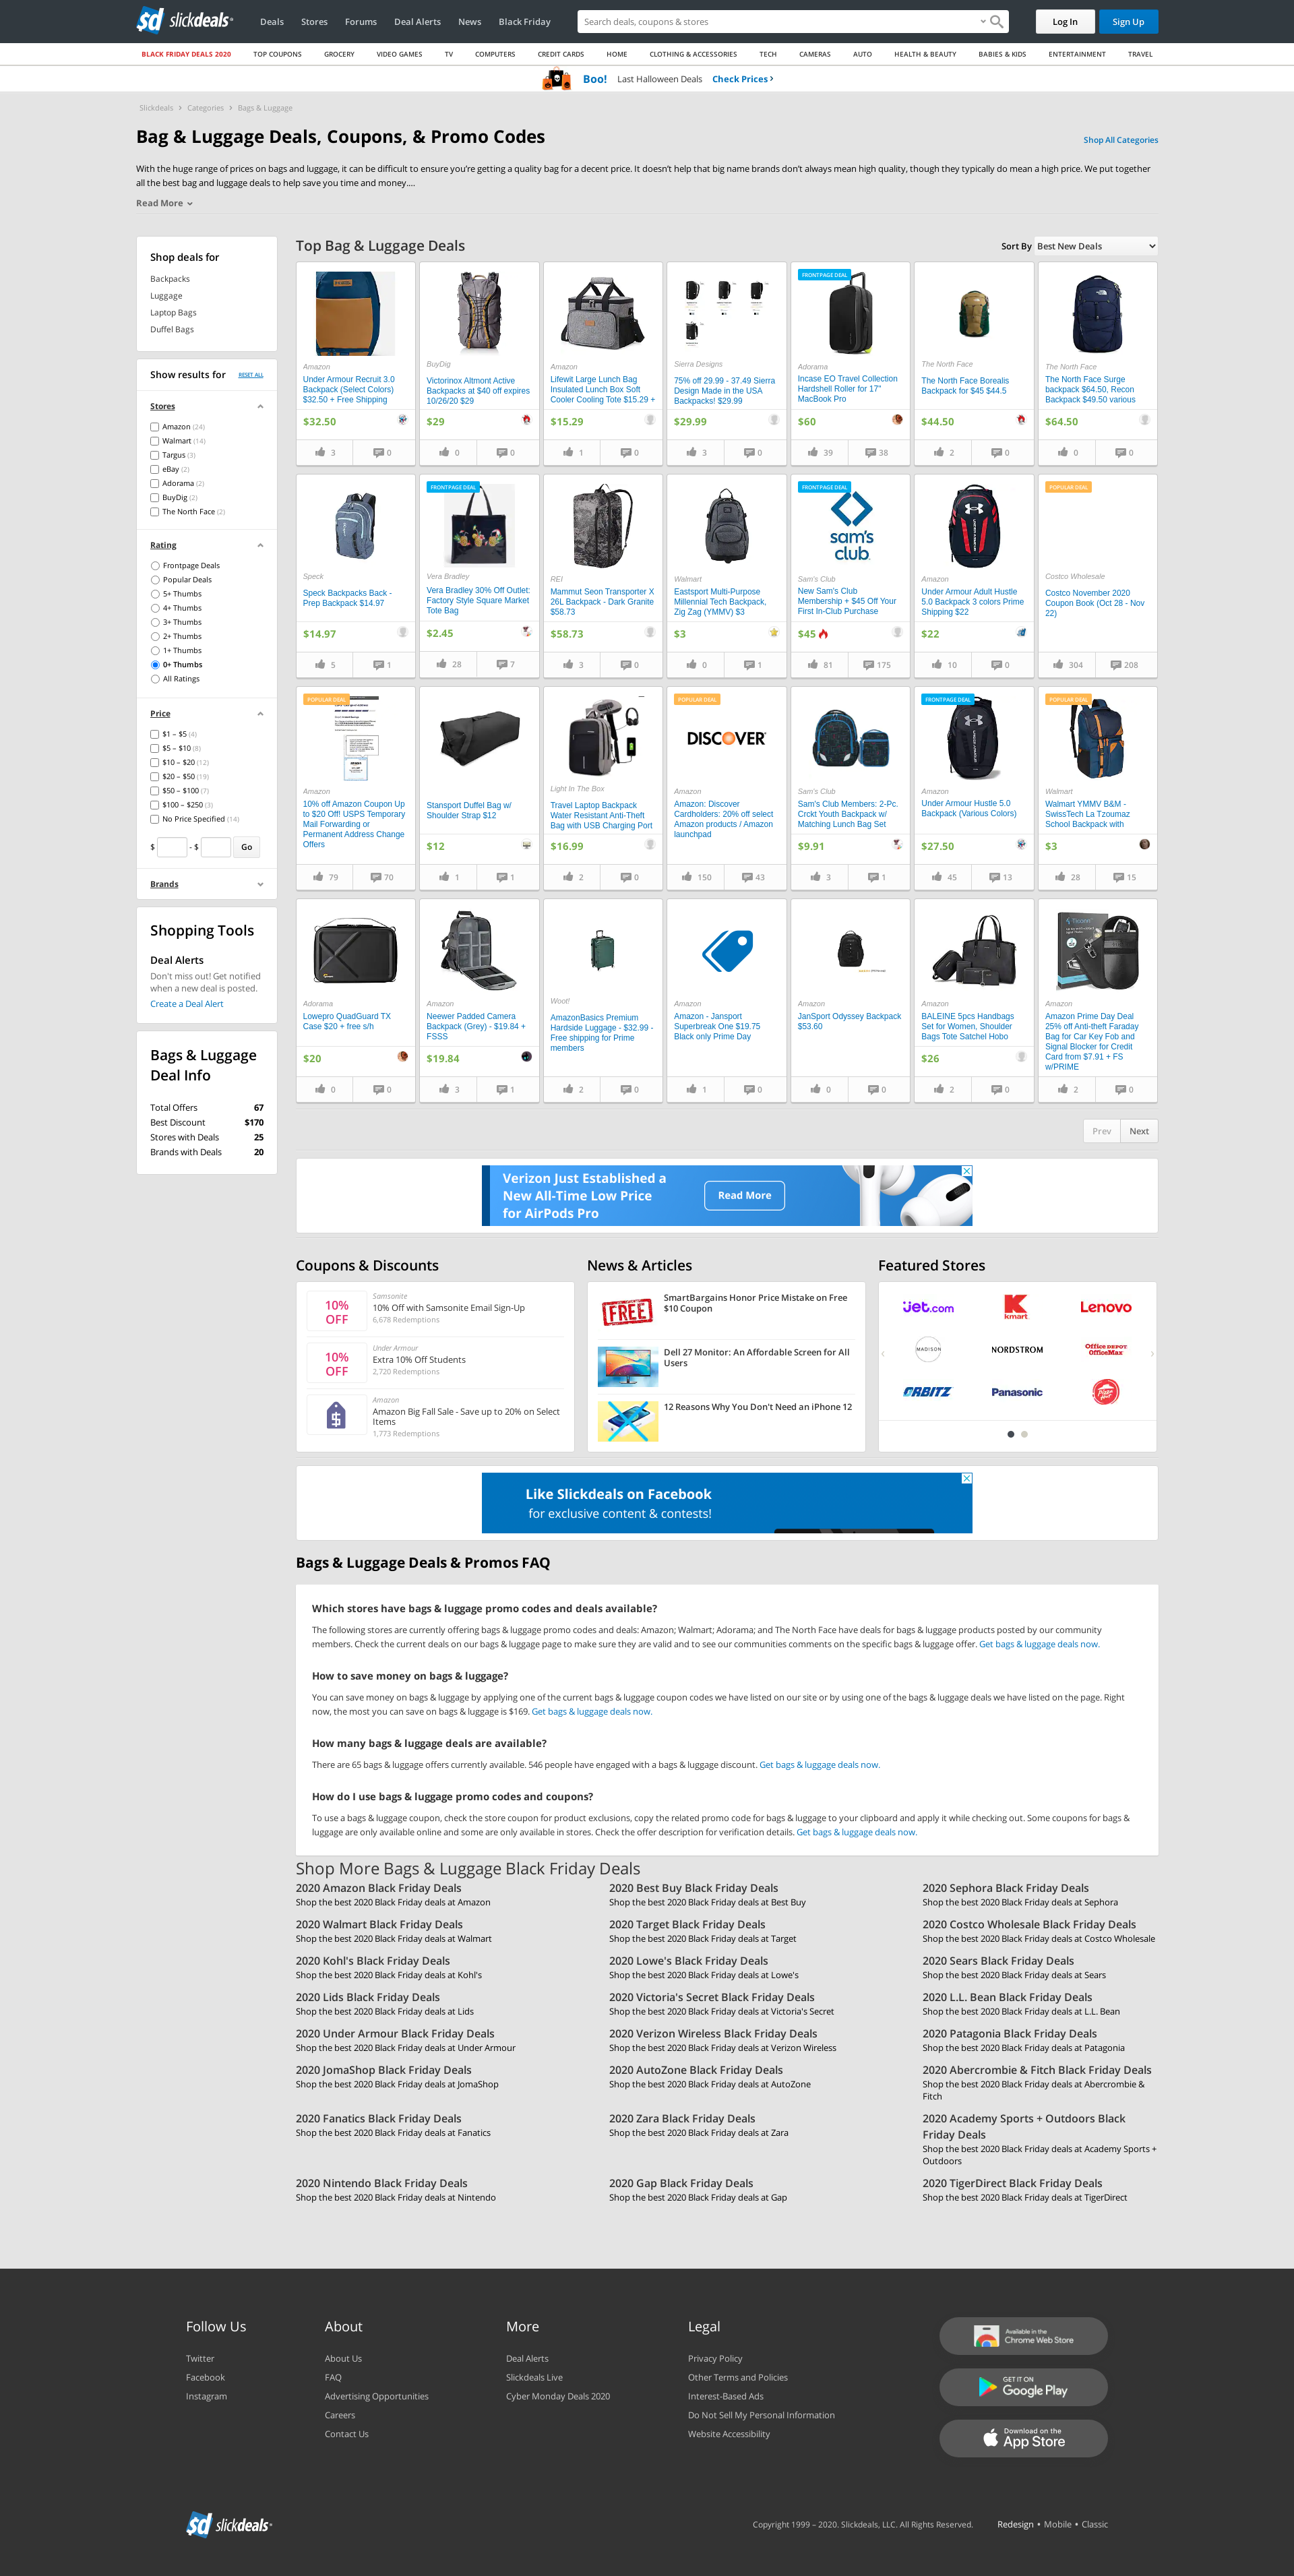 slickdeals
Deals Stores Forums Deal Alerts News Black Friday
Search deals, coupons & stores
Log In Sign Up
BLACK FRIDAY DEALS 2020 TOP COUPONS GROCERY VIDEO GAMES TV COMPUTERS CREDIT CARDS HOME CLOTHING & ACCESSORIES TECH CAMERAS AUTO HEALTH & BEAUTY BABIES & KIDS ENTERTAINMENT TRAVEL
Boo! Last Halloween Deals Check Prices
Slickdeals › Categories › Bags & Luggage
Bag & Luggage Deals, Coupons, & Promo Codes
Shop All Categories
With the huge range of prices on bags and luggage, it can be difficult to ensure you're getting a quality bag for a decent price. It doesn't help that big name brands don't always mean high quality, though they typically do mean a high price. We put together
all the best bag and luggage deals to help save you time and money....
Read More
Shop deals for
Backpacks
Luggage
Laptop Bags
Duffel Bags
Show results for RESET ALL
Stores
Amazon (24)
Walmart (14)
Targus (3)
eBay (2)
Adorama (2)
BuyDig (2)
The North Face (2)
Rating
Frontpage Deals
Popular Deals
5+ Thumbs
4+ Thumbs
3+ Thumbs
2+ Thumbs
1+ Thumbs
0+ Thumbs
All Ratings
Price
$1 – $5 (4)
$5 – $10 (8)
$10 – $20 (12)
$20 – $50 (19)
$50 – $100 (7)
$100 – $250 (3)
No Price Specified (14)
$ - $ Go
Brands
Shopping Tools
Deal Alerts
Don't miss out! Get notified
when a new deal is posted.
Create a Deal Alert
Bags & Luggage
Deal Info
Total Offers 67
Best Discount $170
Stores with Deals 25
Brands with Deals 20
Top Bag & Luggage Deals
Sort By Best New Deals
Amazon
Under Armour Recruit 3.0
Backpack (Select Colors)
$32.50 + Free Shipping
$32.50
3 0
BuyDig
Victorinox Altmont Active
Backpacks at $40 off expires
10/26/20 $29
$29
0 0
Amazon
Lifewit Large Lunch Bag
Insulated Lunch Box Soft
Cooler Cooling Tote $15.29 +
$15.29
1 0
Sierra Designs
75% off 29.99 - 37.49 Sierra
Design Made in the USA
Backpacks! $29.99
$29.99
3 0
FRONTPAGE DEAL
Adorama
Incase EO Travel Collection
Hardshell Roller for 17"
MacBook Pro
$60
39 38
The North Face
The North Face Borealis
Backpack for $45 $44.5
$44.50
2 0
The North Face
The North Face Surge
backpack $64.50, Recon
Backpack $49.50 various
$64.50
0 0
Speck
Speck Backpacks Back -
Prep Backpack $14.97
$14.97
5 1
FRONTPAGE DEAL
Vera Bradley
Vera Bradley 30% Off Outlet:
Factory Style Square Market
Tote Bag
$2.45
28 7
REI
Mammut Seon Transporter X
26L Backpack - Dark Granite
$58.73
$58.73
3 0
Walmart
Eastsport Multi-Purpose
Millennial Tech Backpack,
Zig Zag (YMMV) $3
$3
0 1
FRONTPAGE DEAL
sam's
club
Sam's Club
New Sam's Club
Membership + $45 Off Your
First In-Club Purchase
$45
81 175
Amazon
Under Armour Adult Hustle
5.0 Backpack 3 colors Prime
Shipping $22
$22
10 0
POPULAR DEAL
Costco Wholesale
Costco November 2020
Coupon Book (Oct 28 - Nov
22)
304 208
POPULAR DEAL
Amazon
10% off Amazon Coupon Up
to $20 Off! USPS Temporary
Mail Forwarding or
Permanent Address Change
Offers
79 70
Stansport Duffel Bag w/
Shoulder Strap $12
$12
1 1
Light In The Box
Travel Laptop Backpack
Water Resistant Anti-Theft
Bag with USB Charging Port
$16.99
2 0
POPULAR DEAL
DISCOVER
Amazon
Amazon: Discover
Cardholders: 20% off select
Amazon products / Amazon
launchpad
150 43
Sam's Club
Sam's Club Members: 2-Pc.
Crckt Youth Backpack w/
Matching Lunch Bag Set
$9.91
3 1
FRONTPAGE DEAL
Amazon
Under Armour Hustle 5.0
Backpack (Various Colors)
$27.50
45 13
POPULAR DEAL
Walmart
Walmart YMMV B&M -
SwissTech La Tzoumaz
School Backpack with
$3
28 15
Adorama
Lowepro QuadGuard TX
Case $20 + free s/h
$20
0 0
Amazon
Neewer Padded Camera
Backpack (Grey) - $19.84 +
FSSS
$19.84
3 1
Woot!
AmazonBasics Premium
Hardside Luggage - $32.99 -
Free shipping for Prime
members
2 0
Amazon
Amazon - Jansport
Superbreak One $19.75
Black only Prime Day
1 0
Amazon
JanSport Odyssey Backpack
$53.60
0 0
Amazon
BALEINE 5pcs Handbags
Set for Women, Shoulder
Bags Tote Satchel Hobo
$26
2 0
Amazon
Amazon Prime Day Deal
25% off Anti-theft Faraday
Bag for Car Key Fob and
Signal Blocker for Credit
Card from $7.91 + FS
w/PRIME
2 0
Prev Next
Verizon Just Established a
New All-Time Low Price
for AirPods Pro
Read More
Coupons & Discounts
10%
OFF
Samsonite
10% Off with Samsonite Email Sign-Up
6,678 Redemptions
10%
OFF
Under Armour
Extra 10% Off Students
2,720 Redemptions
Amazon
Amazon Big Fall Sale - Save up to 20% on Select
Items
1,773 Redemptions
News & Articles
FREE
SmartBargains Honor Price Mistake on Free
$10 Coupon
Dell 27 Monitor: An Affordable Screen for All
Users
12 Reasons Why You Don't Need an iPhone 12
Featured Stores
Jet.com kmart Lenovo
MADISON NORDSTROM Office DEPOT OfficeMax
ORBITZ Panasonic Pizza Hut
Like Slickdeals on Facebook
for exclusive content & contests!
Bags & Luggage Deals & Promos FAQ
Which stores have bags & luggage promo codes and deals available?
The following stores are currently offering bags & luggage promo codes and deals: Amazon; Walmart; Adorama; and The North Face have deals for bags & luggage products posted by our community
members. Check the current deals on our bags & luggage page to make sure they are valid and to see our communities comments on the specific bags & luggage offer. Get bags & luggage deals now.
How to save money on bags & luggage?
You can save money on bags & luggage by applying one of the current bags & luggage coupon codes we have listed on our site or by using one of the bags & luggage deals we have listed on the page. Right
now, the most you can save on bags & luggage is $169. Get bags & luggage deals now.
How many bags & luggage deals are available?
There are 65 bags & luggage offers currently available. 546 people have engaged with a bags & luggage discount. Get bags & luggage deals now.
How do I use bags & luggage promo codes and coupons?
To use a bags & luggage coupon, check the store coupon for product exclusions, copy the related promo code for bags & luggage to your clipboard and apply it while checking out. Some coupons for bags &
luggage are only available online and some are only available in stores. Check the offer description for verification details. Get bags & luggage deals now.
Shop More Bags & Luggage Black Friday Deals
2020 Amazon Black Friday Deals
Shop the best 2020 Black Friday deals at Amazon
2020 Best Buy Black Friday Deals
Shop the best 2020 Black Friday deals at Best Buy
2020 Sephora Black Friday Deals
Shop the best 2020 Black Friday deals at Sephora
2020 Walmart Black Friday Deals
Shop the best 2020 Black Friday deals at Walmart
2020 Target Black Friday Deals
Shop the best 2020 Black Friday deals at Target
2020 Costco Wholesale Black Friday Deals
Shop the best 2020 Black Friday deals at Costco Wholesale
2020 Kohl's Black Friday Deals
Shop the best 2020 Black Friday deals at Kohl's
2020 Lowe's Black Friday Deals
Shop the best 2020 Black Friday deals at Lowe's
2020 Sears Black Friday Deals
Shop the best 2020 Black Friday deals at Sears
2020 Lids Black Friday Deals
Shop the best 2020 Black Friday deals at Lids
2020 Victoria's Secret Black Friday Deals
Shop the best 2020 Black Friday deals at Victoria's Secret
2020 L.L. Bean Black Friday Deals
Shop the best 2020 Black Friday deals at L.L. Bean
2020 Under Armour Black Friday Deals
Shop the best 2020 Black Friday deals at Under Armour
2020 Verizon Wireless Black Friday Deals
Shop the best 2020 Black Friday deals at Verizon Wireless
2020 Patagonia Black Friday Deals
Shop the best 2020 Black Friday deals at Patagonia
2020 JomaShop Black Friday Deals
Shop the best 2020 Black Friday deals at JomaShop
2020 AutoZone Black Friday Deals
Shop the best 2020 Black Friday deals at AutoZone
2020 Abercrombie & Fitch Black Friday Deals
Shop the best 2020 Black Friday deals at Abercrombie &
Fitch
2020 Fanatics Black Friday Deals
Shop the best 2020 Black Friday deals at Fanatics
2020 Zara Black Friday Deals
Shop the best 2020 Black Friday deals at Zara
2020 Academy Sports + Outdoors Black
Friday Deals
Shop the best 2020 Black Friday deals at Academy Sports +
Outdoors
2020 Nintendo Black Friday Deals
Shop the best 2020 Black Friday deals at Nintendo
2020 Gap Black Friday Deals
Shop the best 2020 Black Friday deals at Gap
2020 TigerDirect Black Friday Deals
Shop the best 2020 Black Friday deals at TigerDirect
Follow Us
Twitter
Facebook
Instagram
About
About Us
FAQ
Advertising Opportunities
Careers
Contact Us
More
Deal Alerts
Slickdeals Live
Cyber Monday Deals 2020
Legal
Privacy Policy
Other Terms and Policies
Interest-Based Ads
Do Not Sell My Personal Information
Website Accessibility
Available in the
Chrome Web Store
GET IT ON
Google Play
Download on the
App Store
slickdeals
Copyright 1999 – 2020. Slickdeals, LLC. All Rights Reserved. Redesign • Mobile • Classic